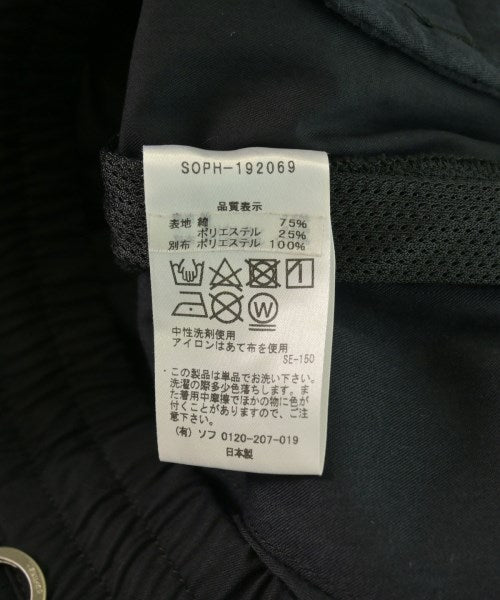 SOPH-192069
品質表示
表地 綿 75%
ポリエステル 25%
別布 ポリエステル 100%
W
中性洗剤使用
アイロンはあて布を使用
SE-150
・この製品は単品でお洗い下さい。
洗濯の際多少色落ちします。ま
た着用中摩擦でほかの物に色が
付くことがありますので、ご注
意下さい。
(有) ソフ 0120-207-019
日本製